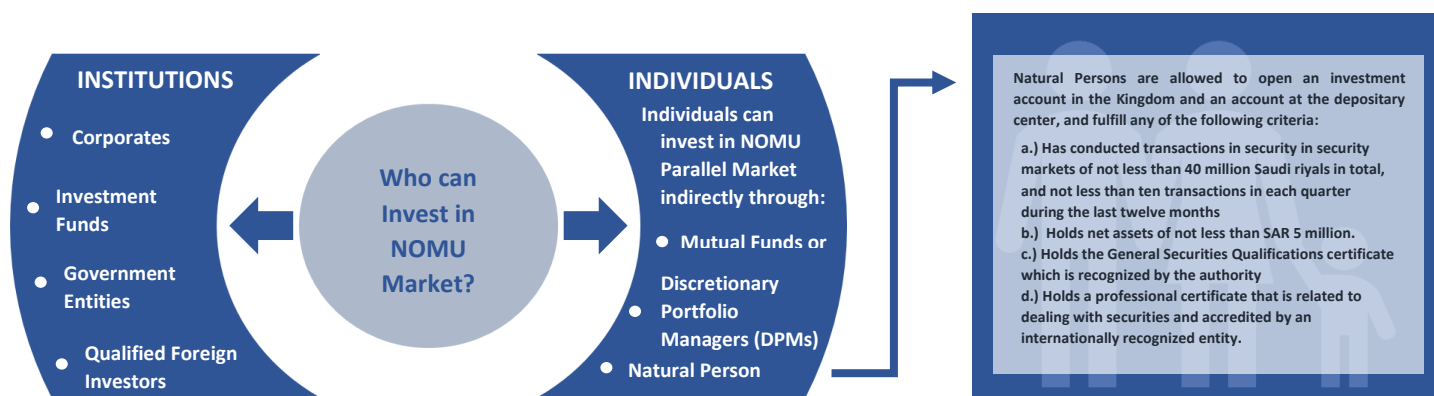 INSTITUTIONS
Corporates
Investment
Funds
Government
Entities
Qualified Foreign
Investors
Who can
Invest in
NOMU
Market?
INDIVIDUALS
Individuals can
invest in NOMU
Parallel Market
indirectly through:
Mutual Funds or
Discretionary
Portfolio
Managers (DPMs)
Natural Person
Natural Persons are allowed to open an investment
account in the Kingdom and an account at the depositary
center, and fulfill any of the following criteria:
a.) Has conducted transactions in security in security
markets of not less than 40 million Saudi riyals in total,
and not less than ten transactions in each quarter
during the last twelve months
b.) Holds net assets of not less than SAR 5 million.
c.) Holds the General Securities Qualifications certificate
which is recognized by the authority
d.) Holds a professional certificate that is related to
dealing with securities and accredited by an
internationally recognized entity.